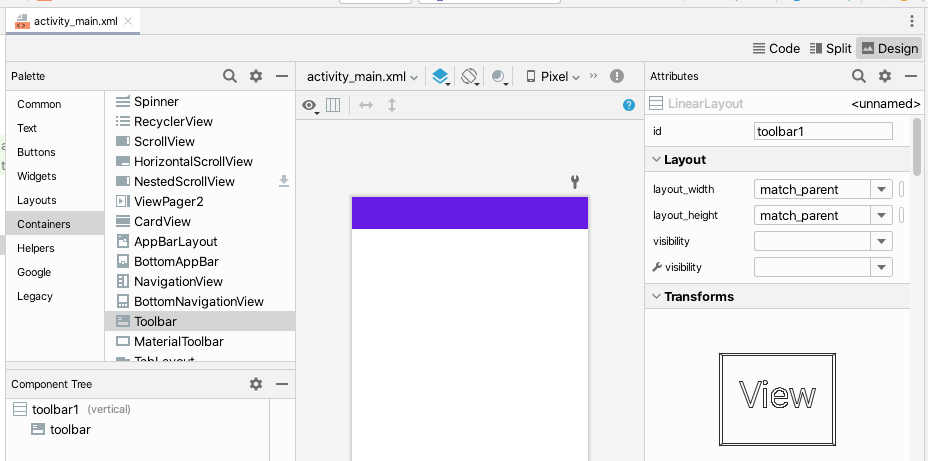 activity_main.xml
Code Split Design
Palette
Common
Text
Buttons
Widgets
Layouts
Containers
Helpers
Google
Legacy
Spinner
RecyclerView
ScrollView
HorizontalScrollView
NestedScrollView
ViewPager2
CardView
AppBarLayout
BottomAppBar
NavigationView
BottomNavigationView
Toolbar
MaterialToolbar
TabLayout
Component Tree
toolbar1 (vertical)
toolbar
activity_main.xml Pixel
Attributes
LinearLayout <unnamed>
id toolbar1
Layout
layout_width match_parent
layout_height match_parent
visibility
visibility
Transforms
View